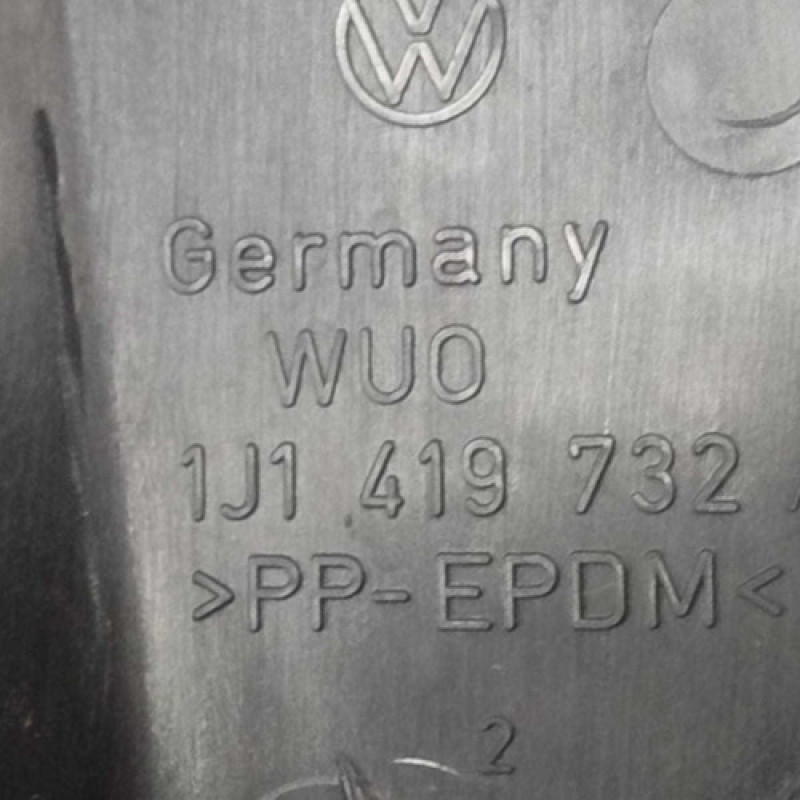 Germany
WUO
1J1 419 732
>PP-EPDM<
2